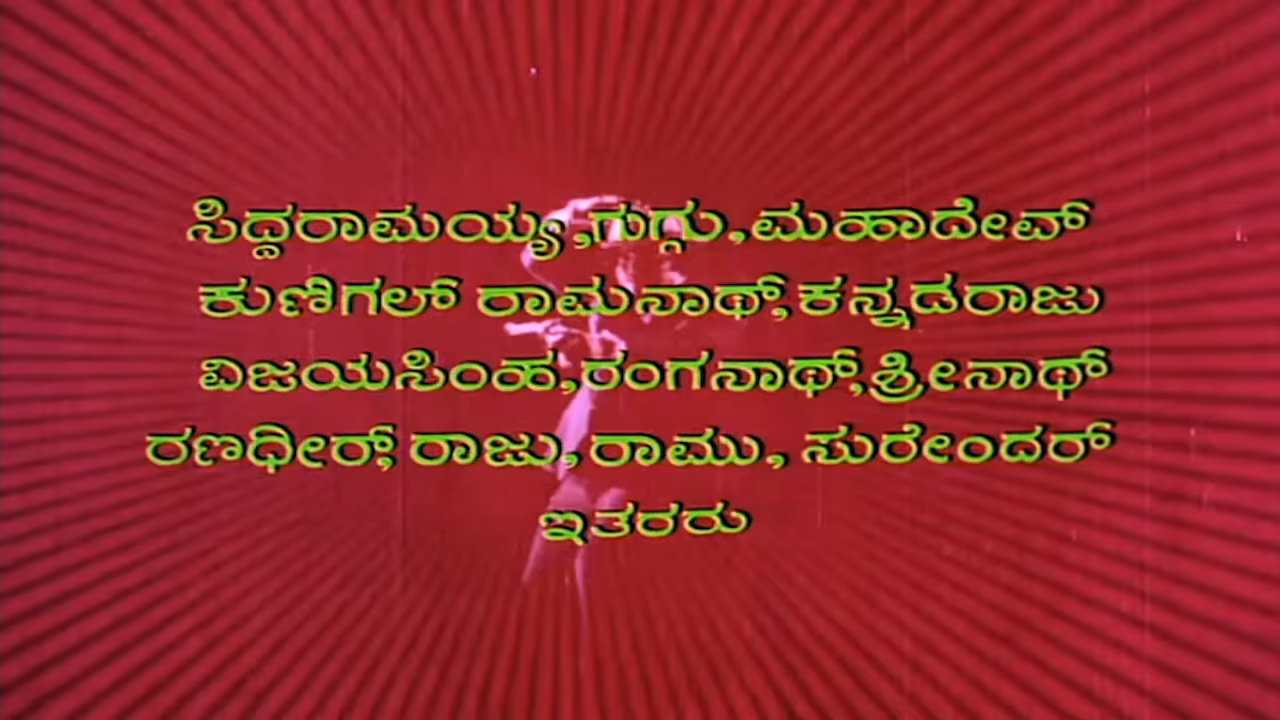 ಸಿದ್ದರಾಮಯ್ಯ,ಗುಗ್ಗು,ಮಹಾದೇವ್
ಕುಣಿಗಲ್ ರಾಮನಾಥ್,ಕನ್ನಡರಾಜು
ವಿಜಯಸಿಂಹ,ರಂಗನಾಥ್,ಶ್ರೀನಾಥ್
ರಣಧೀರ್, ರಾಜು,ರಾಮು, ಸುರೇಂದರ್
ಇತರರು